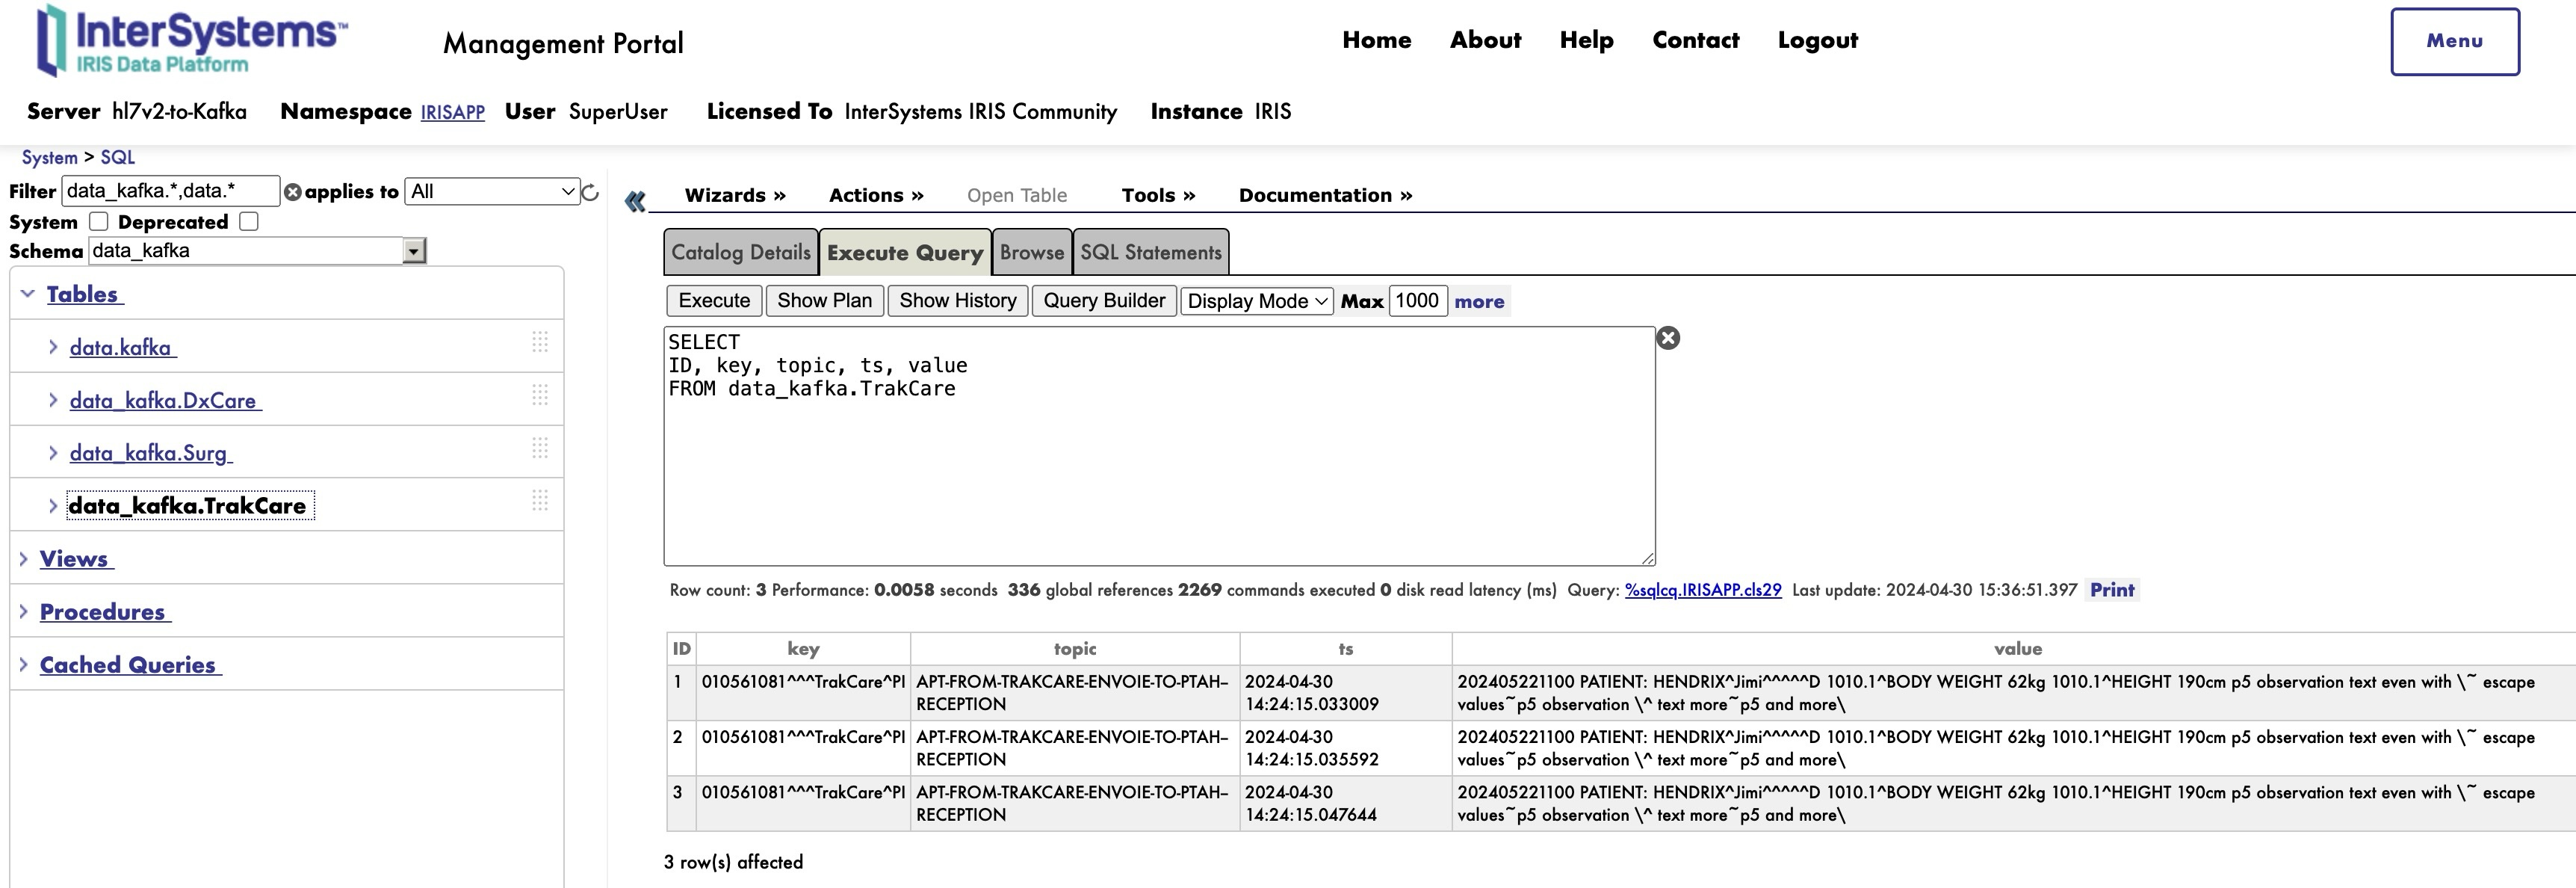 InterSystems™
IRIS Data Platform
Management Portal
Home About Help Contact Logout
Menu
Server hl7v2-to-Kafka Namespace IRISAPP User SuperUser Licensed To InterSystems IRIS Community Instance IRIS
System > SQL
Filter data_kafka.*,data.* applies to All
System Deprecated
Schema data_kafka
Tables
data.kafka
data_kafka.DxCare
data_kafka.Surg
data_kafka.TrakCare
Views
Procedures
Cached Queries
Wizards » Actions » Open Table Tools » Documentation »
Catalog Details Execute Query Browse SQL Statements
Execute Show Plan Show History Query Builder Display Mode Max 1000 more
SELECT
ID, key, topic, ts, value
FROM data_kafka.TrakCare
Row count: 3 Performance: 0.0058 seconds 336 global references 2269 commands executed 0 disk read latency (ms) Query: %sqlcq.IRISAPP.cls29 Last update: 2024-04-30 15:36:51.397 Print
ID key topic ts value
1 010561081^^^TrakCare^PI APT-FROM-TRAKCARE-ENVOIE-TO-PTAH- 2024-04-30 202405221100 PATIENT: HENDRIX^Jimi^^^^^D 1010.1^BODY WEIGHT 62kg 1010.1^HEIGHT 190cm p5 observation text even with \~ escape
RECEPTION 14:24:15.033009 values~p5 observation \^ text more~p5 and more\
2 010561081^^^TrakCare^PI APT-FROM-TRAKCARE-ENVOIE-TO-PTAH- 2024-04-30 202405221100 PATIENT: HENDRIX^Jimi^^^^^D 1010.1^BODY WEIGHT 62kg 1010.1^HEIGHT 190cm p5 observation text even with \~ escape
RECEPTION 14:24:15.035592 values~p5 observation \^ text more~p5 and more\
3 010561081^^^TrakCare^PI APT-FROM-TRAKCARE-ENVOIE-TO-PTAH- 2024-04-30 202405221100 PATIENT: HENDRIX^Jimi^^^^^D 1010.1^BODY WEIGHT 62kg 1010.1^HEIGHT 190cm p5 observation text even with \~ escape
RECEPTION 14:24:15.047644 values~p5 observation \^ text more~p5 and more\
3 row(s) affected